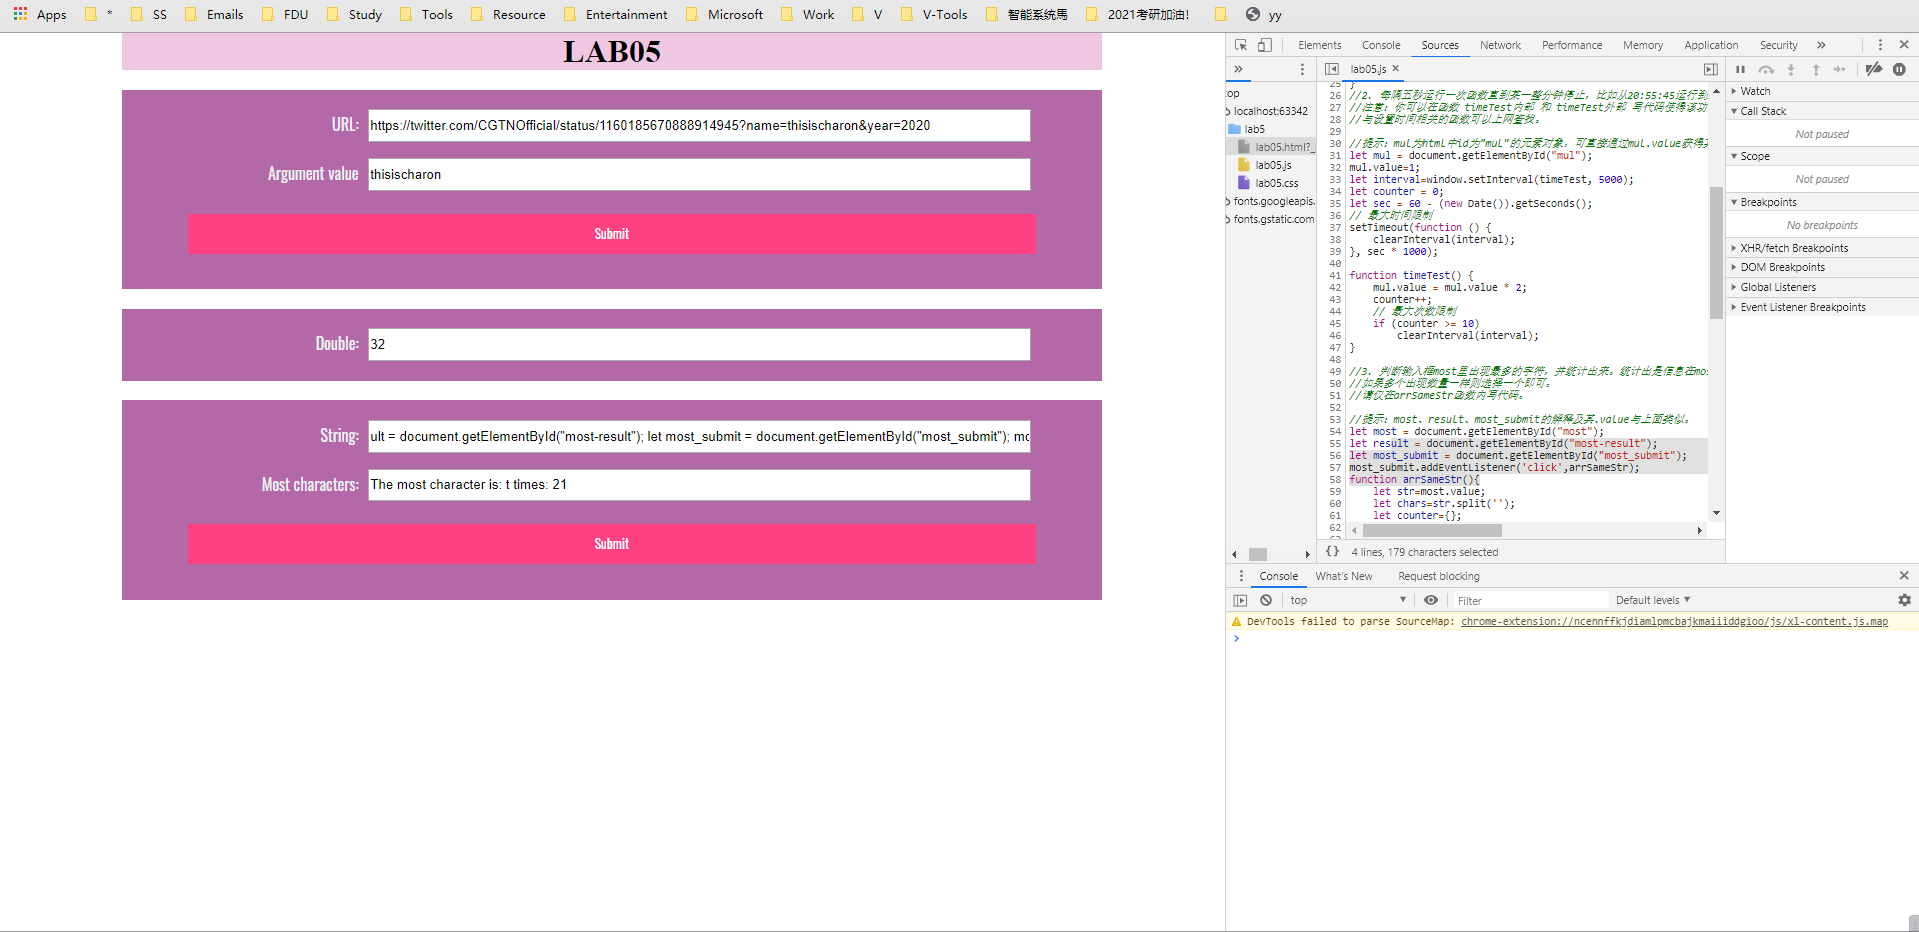 Apps * SS Emails FDU Study Tools Resource Entertainment Microsoft Work V V-Tools 智能系统馬 2021考研加油! yy
LAB05
URL: https://twitter.com/CGTNOfficial/status/1160185670888914945?name=thisischaron&year=2020
Argument value thisischaron
Submit
Double: 32
String: ult = document.getElementById("most-result"); let most_submit = document.getElementById("most_submit"); mo
Most characters: The most character is: t times: 21
Submit
Elements Console Sources Network Performance Memory Application Security
lab05.js
top
localhost:63342
lab5
lab05.html?_
lab05.js
lab05.css
fonts.googleapis.
fonts.gstatic.com
25 }
26 //2. 每隔五秒运行一次函数直到某一整分钟停止，比如从20:55:45运行到
27 //注意：你可以在函数 timeTest内部 和 timeTest外部 写代码使得该功
28 //与设置时间相关的函数可以上网查找。
29
30 //提示：mul为html中id为"mul"的元素对象，可直接通过mul.value获得其
31 let mul = document.getElementById("mul");
32 mul.value=1;
33 let interval=window.setInterval(timeTest, 5000);
34 let counter = 0;
35 let sec = 60 - (new Date()).getSeconds();
36 // 最大时间限制
37 setTimeout(function () {
38 clearInterval(interval);
39 }, sec * 1000);
40
41 function timeTest() {
42 mul.value = mul.value * 2;
43 counter++;
44 // 最大次数限制
45 if (counter >= 10)
46 clearInterval(interval);
47 }
48
49 //3. 判断输入框most里出现最多的字符，并统计出来。统计出是信息在mos
50 //如果多个出现数量一样则选择一个即可。
51 //请仅在arrSameStr函数内写代码。
52
53 //提示：most、result、most_submit的解释及其.value与上面类似。
54 let most = document.getElementById("most");
55 let result = document.getElementById("most-result");
56 let most_submit = document.getElementById("most_submit");
57 most_submit.addEventListener('click',arrSameStr);
58 function arrSameStr(){
59 let str=most.value;
60 let chars=str.split('');
61 let counter={};
62
{} 4 lines, 179 characters selected
Watch
Call Stack
Not paused
Scope
Not paused
Breakpoints
No breakpoints
XHR/fetch Breakpoints
DOM Breakpoints
Global Listeners
Event Listener Breakpoints
Console What's New Request blocking
top Filter Default levels
DevTools failed to parse SourceMap: chrome-extension://ncennffkjdiamlpmcbajkmaiiiddgioo/js/xl-content.js.map